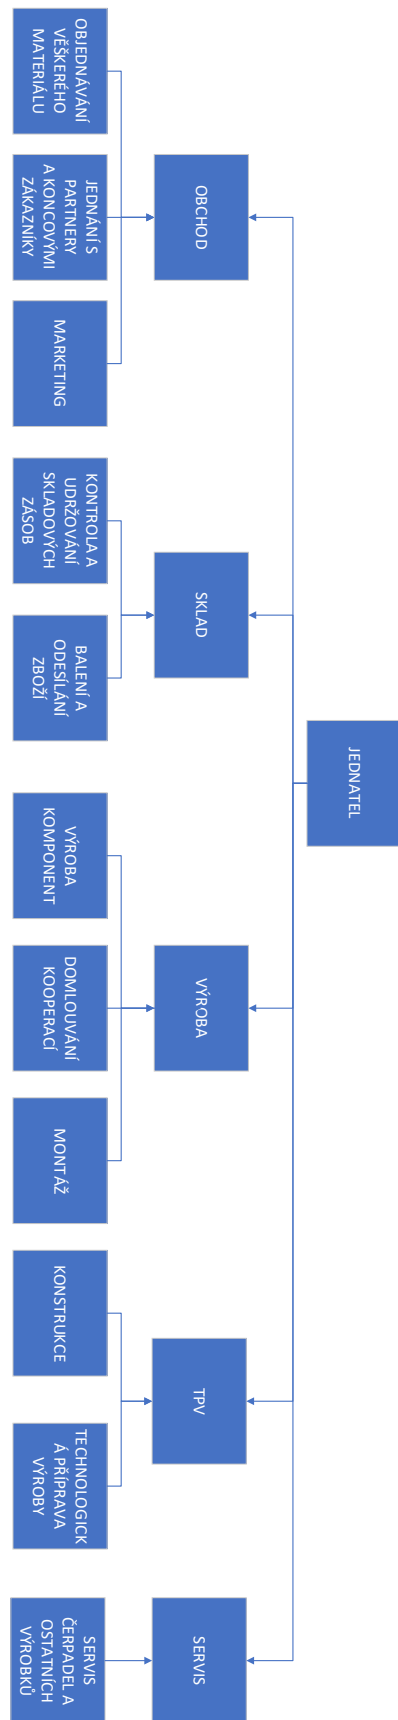 JEDNATEL
OBCHOD
SKLAD
VÝROBA
TPV
SERVIS
OBJEDNÁVÁNÍ
VĚŠKERÉHO
MATERIÁLU
JEDNÁNÍ S
PARTNERY
A KONCOVÝMI
ZÁKAZNÍKY
MARKETING
KONTROLA A
UDRŽOVÁNÍ
SKLADOVÝCH
ZÁSOB
BALENÍ A
ODESÍLÁNÍ
ZBOŽÍ
VÝROBA
KOMPONENT
DOMLOUVÁNÍ
KOOPERACÍ
MONTÁŽ
KONSTRUKCE
TECHNOLOGICK
Á PŘÍPRAVA
VÝROBY
SERVIS
ČERPADEL A
OSTATNÍCH
VÝROBKŮ